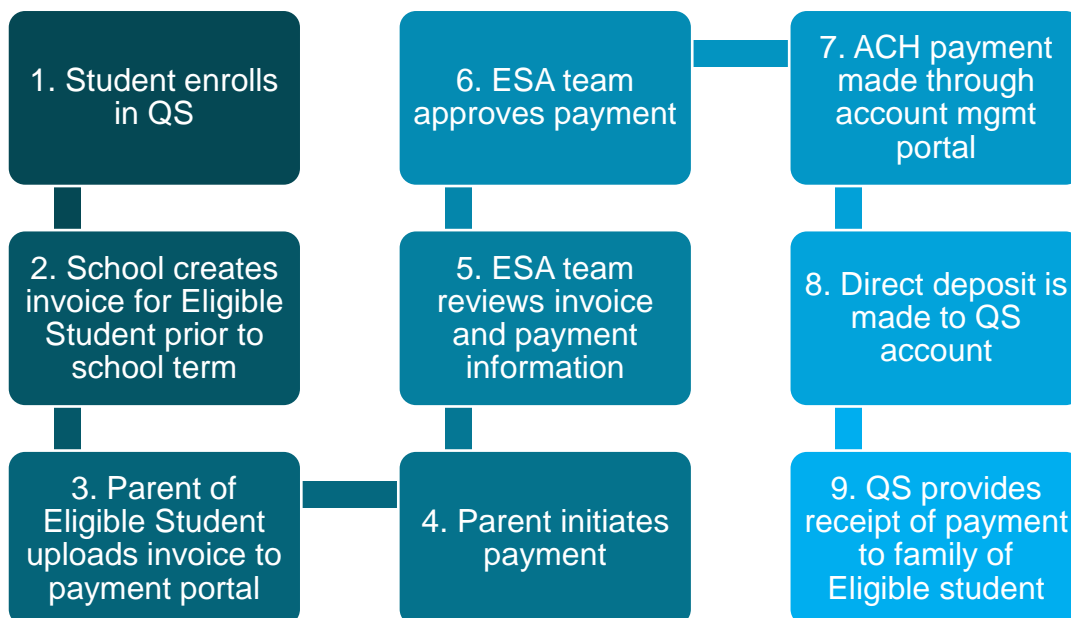 1. Student enrolls
in QS
2. School creates
invoice for Eligible
Student prior to
school term
3. Parent of
Eligible Student
uploads invoice to
payment portal
4. Parent initiates
payment
5. ESA team
reviews invoice
and payment
information
6. ESA team
approves payment
7. ACH payment
made through
account mgmt
portal
8. Direct deposit is
made to QS
account
9. QS provides
receipt of payment
to family of
Eligible student